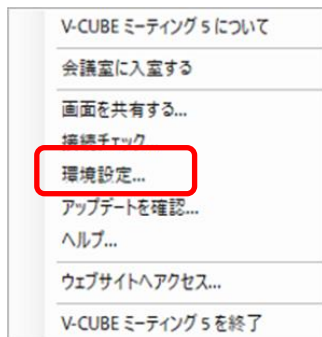 V-CUBE ミーティング 5 について
会議室に入室する
画面を共有する...
接続チェック
環境設定...
アップデートを確認...
ヘルプ...
ウェブサイトへアクセス...
V-CUBE ミーティング 5 を終了